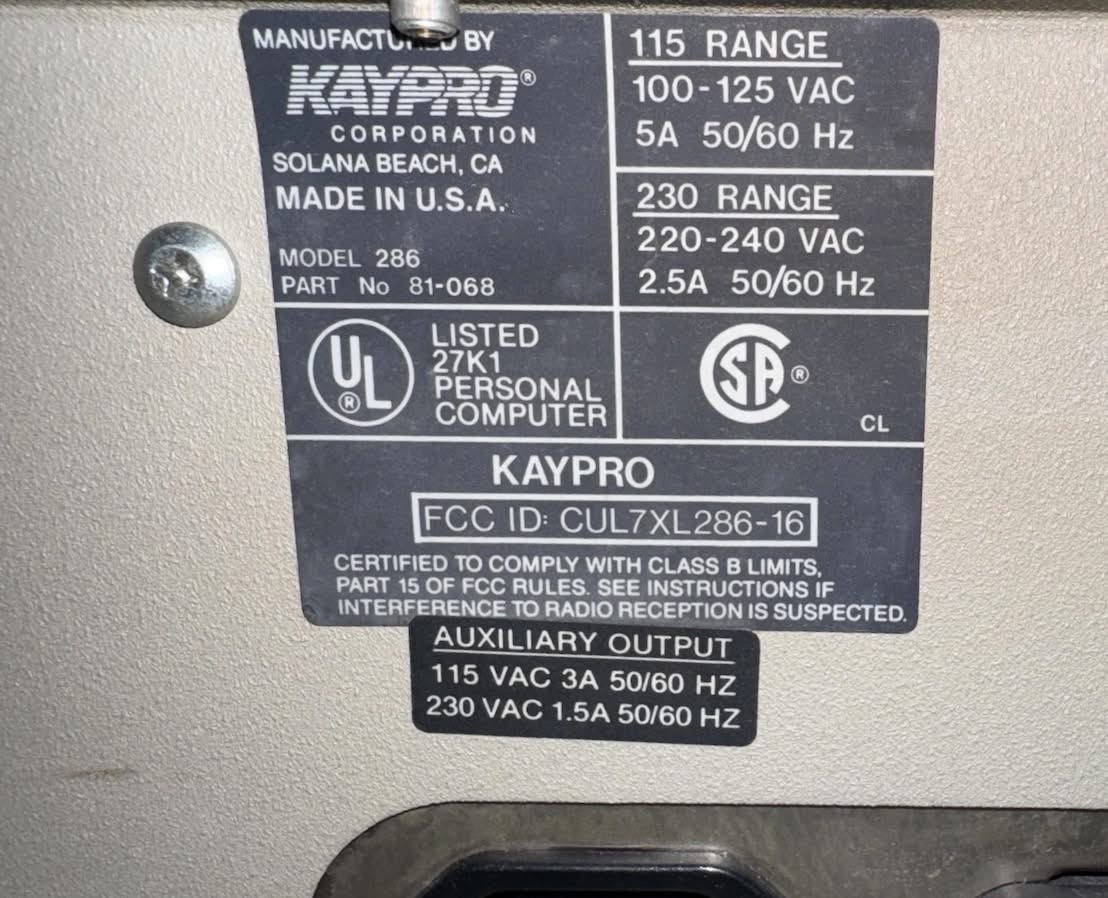 MANUFACTURED BY
KAYPRO®
CORPORATION
SOLANA BEACH, CA
MADE IN U.S.A.
MODEL 286
PART No 81-068
115 RANGE
100-125 VAC
5A 50/60 Hz
230 RANGE
220-240 VAC
2.5A 50/60 Hz
UL®
LISTED
27K1
PERSONAL
COMPUTER
SA®
CL
KAYPRO
FCC ID: CUL7XL286-16
CERTIFIED TO COMPLY WITH CLASS B LIMITS,
PART 15 OF FCC RULES. SEE INSTRUCTIONS IF
INTERFERENCE TO RADIO RECEPTION IS SUSPECTED.
AUXILIARY OUTPUT
115 VAC 3A 50/60 HZ
230 VAC 1.5A 50/60 HZ